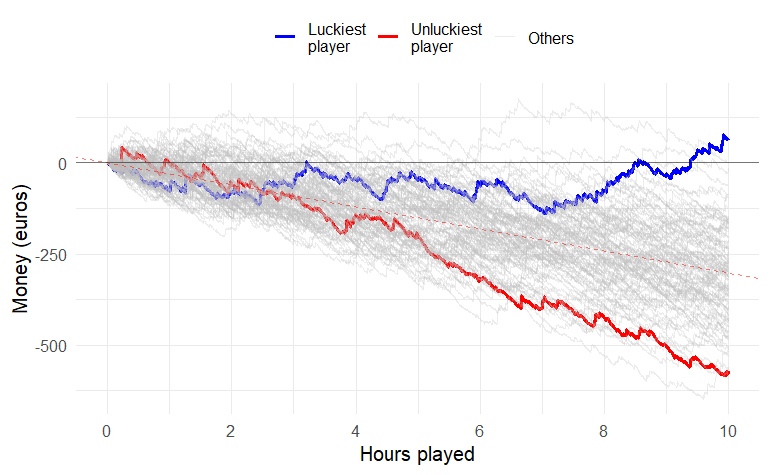 Luckiest player
Unluckiest player
Others
Money (euros)
0
-250
-500
0 2 4 6 8 10
Hours played